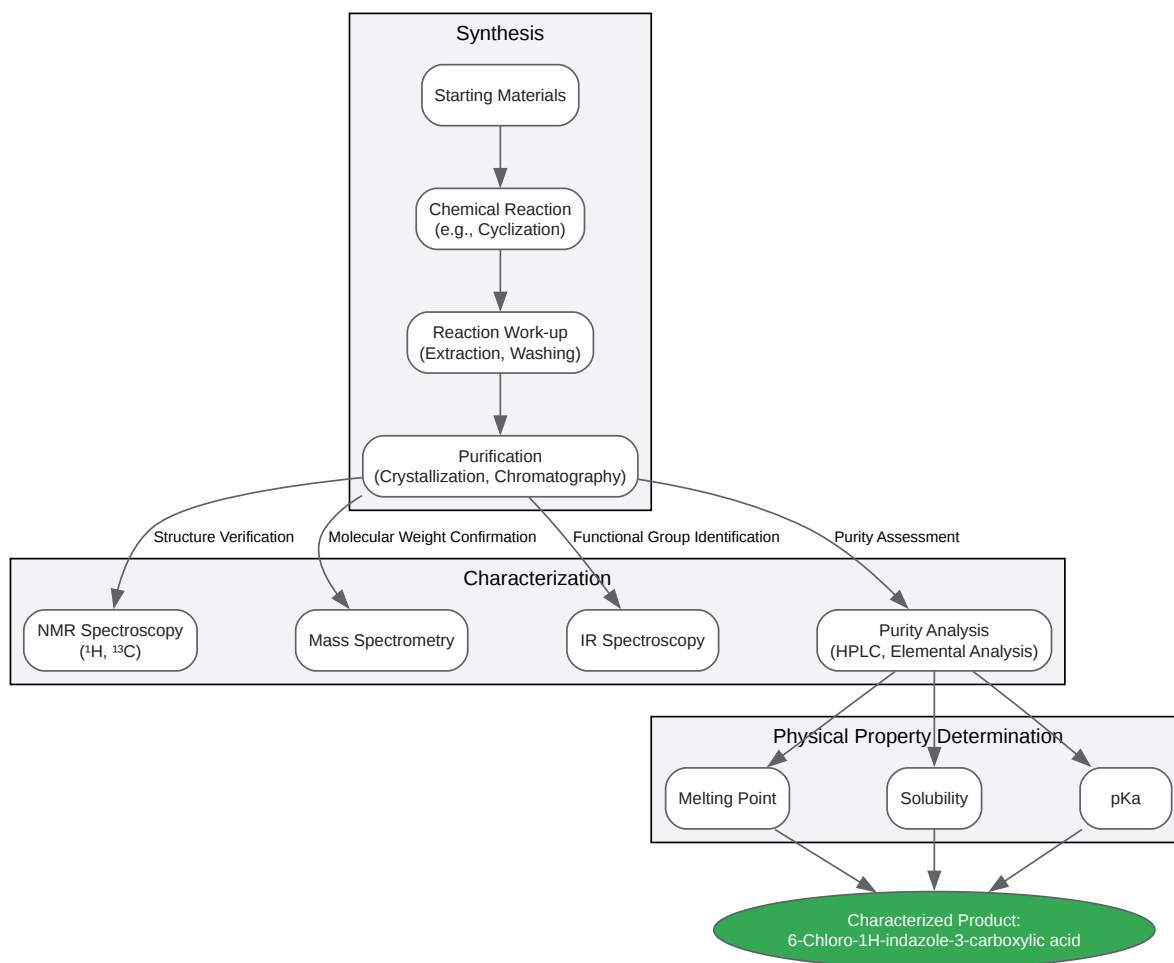 Synthesis
Starting Materials
Chemical Reaction
(e.g., Cyclization)
Reaction Work-up
(Extraction, Washing)
Purification
(Crystallization, Chromatography)
Structure Verification
Molecular Weight Confirmation
Functional Group Identification
Purity Assessment
Characterization
NMR Spectroscopy
(¹H, ¹³C)
Mass Spectrometry
IR Spectroscopy
Purity Analysis
(HPLC, Elemental Analysis)
Physical Property Determination
Melting Point
Solubility
pKa
Characterized Product:
6-Chloro-1H-indazole-3-carboxylic acid